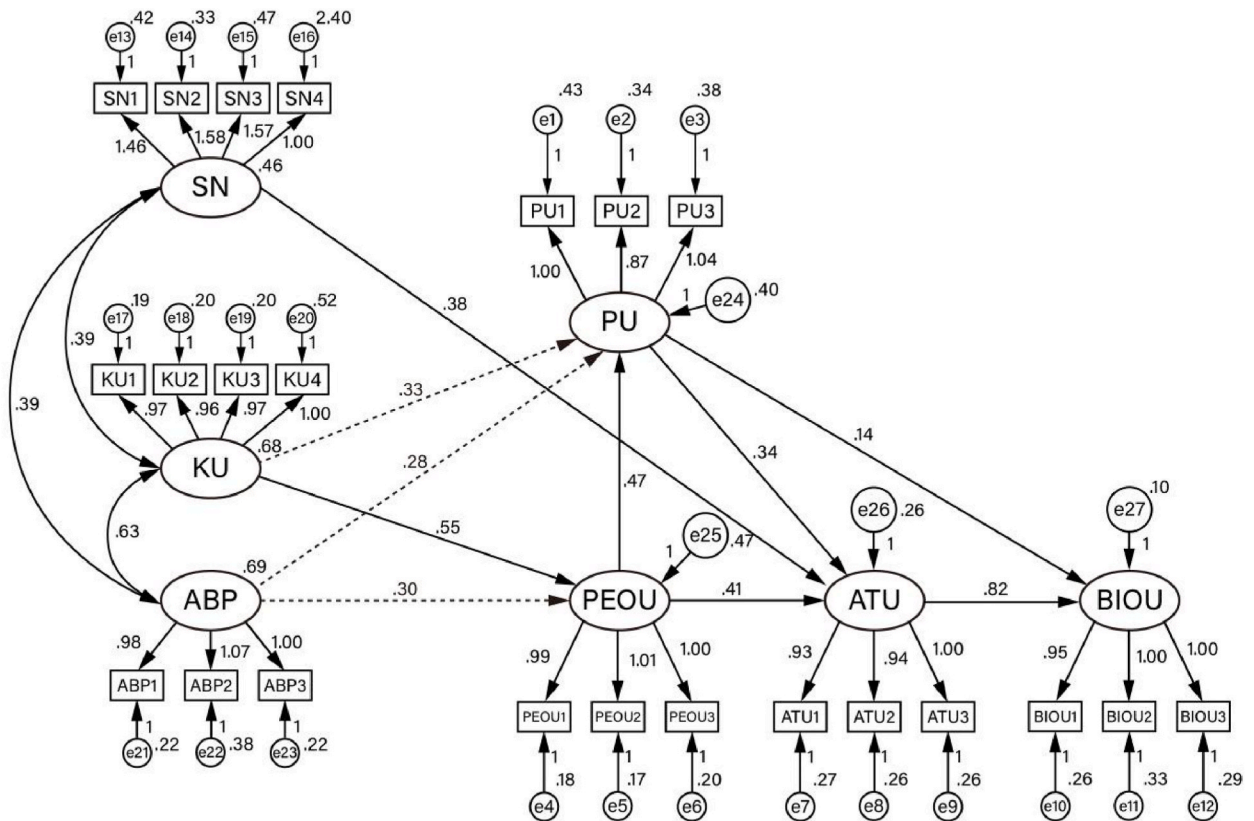 .42 .33 .47 2.40
e13 e14 e15 e16
1 1 1 1
SN1 SN2 SN3 SN4
1.46 1.58 1.57 1.00
.46
SN
.43 .34 .38
e1 e2 e3
1 1 1
PU1 PU2 PU3
1.00 .87 1.04
1 e24 .40
PU
.38
.19 .20 .20 .52
e17 e18 e19 e20
1 1 1 1
KU1 KU2 KU3 KU4
.97 .96 .97 1.00
.68
KU
.39
.39
.63
.33
.28
.55
.30
.47
.34
.14
.69
ABP
.98 1.07 1.00
ABP1 ABP2 ABP3
1 1 1
e21 .22 e22 .38 e23 .22
1 e25 .47
PEOU
.41
e26 .26
1
ATU
.82
e27 .10
1
BIOU
.99 1.01 1.00
PEOU1 PEOU2 PEOU3
1 1 1
.18 .17 .20
e4 e5 e6
.93 .94 1.00
ATU1 ATU2 ATU3
1 1 1
.27 .26 .26
e7 e8 e9
.95 1.00 1.00
BIOU1 BIOU2 BIOU3
1 1 1
.26 .33 .29
e10 e11 e12